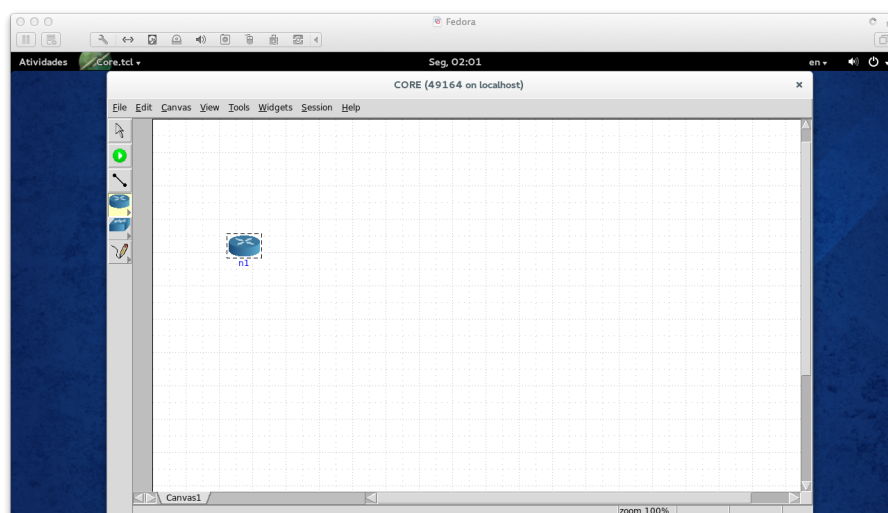 Fedora
Atividades Core.tcl Seg, 02:01 en
CORE (49164 on localhost)
File Edit Canvas View Tools Widgets Session Help
n1
Canvas1
zoom 100%